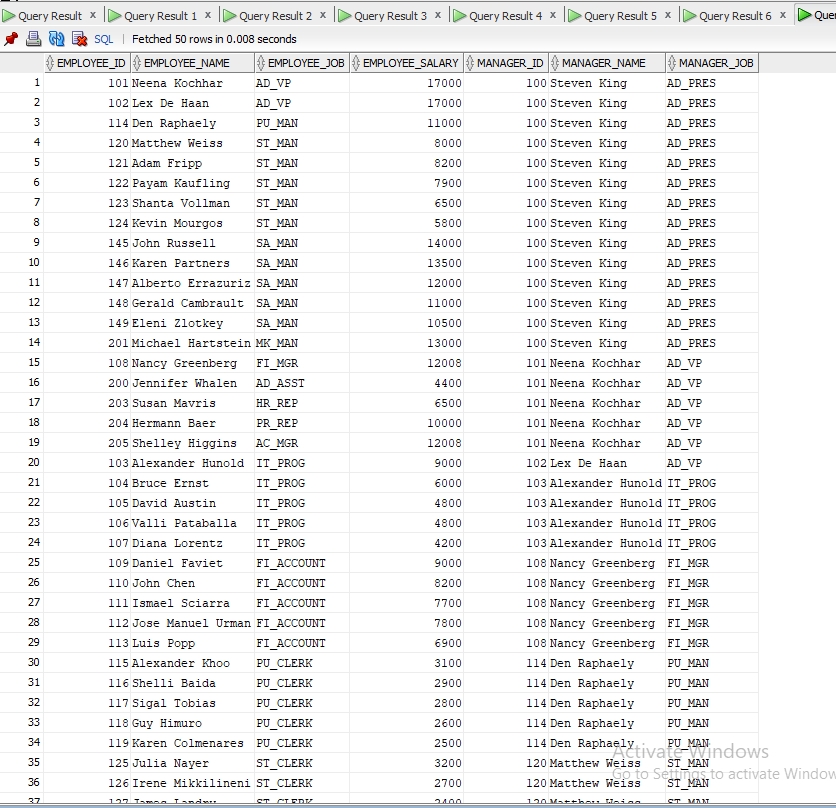 Query Result x Query Result 1 x Query Result 2 x Query Result 3 x Query Result 4 x Query Result 5 x Query Result 6 x Quer
SQL | Fetched 50 rows in 0.008 seconds
EMPLOYEE_ID EMPLOYEE_NAME EMPLOYEE_JOB EMPLOYEE_SALARY MANAGER_ID MANAGER_NAME MANAGER_JOB
1 101 Neena Kochhar AD_VP 17000 100 Steven King AD_PRES
2 102 Lex De Haan AD_VP 17000 100 Steven King AD_PRES
3 114 Den Raphaely PU_MAN 11000 100 Steven King AD_PRES
4 120 Matthew Weiss ST_MAN 8000 100 Steven King AD_PRES
5 121 Adam Fripp ST_MAN 8200 100 Steven King AD_PRES
6 122 Payam Kaufling ST_MAN 7900 100 Steven King AD_PRES
7 123 Shanta Vollman ST_MAN 6500 100 Steven King AD_PRES
8 124 Kevin Mourgos ST_MAN 5800 100 Steven King AD_PRES
9 145 John Russell SA_MAN 14000 100 Steven King AD_PRES
10 146 Karen Partners SA_MAN 13500 100 Steven King AD_PRES
11 147 Alberto Errazuriz SA_MAN 12000 100 Steven King AD_PRES
12 148 Gerald Cambrault SA_MAN 11000 100 Steven King AD_PRES
13 149 Eleni Zlotkey SA_MAN 10500 100 Steven King AD_PRES
14 201 Michael Hartstein MK_MAN 13000 100 Steven King AD_PRES
15 108 Nancy Greenberg FI_MGR 12008 101 Neena Kochhar AD_VP
16 200 Jennifer Whalen AD_ASST 4400 101 Neena Kochhar AD_VP
17 203 Susan Mavris HR_REP 6500 101 Neena Kochhar AD_VP
18 204 Hermann Baer PR_REP 10000 101 Neena Kochhar AD_VP
19 205 Shelley Higgins AC_MGR 12008 101 Neena Kochhar AD_VP
20 103 Alexander Hunold IT_PROG 9000 102 Lex De Haan AD_VP
21 104 Bruce Ernst IT_PROG 6000 103 Alexander Hunold IT_PROG
22 105 David Austin IT_PROG 4800 103 Alexander Hunold IT_PROG
23 106 Valli Pataballa IT_PROG 4800 103 Alexander Hunold IT_PROG
24 107 Diana Lorentz IT_PROG 4200 103 Alexander Hunold IT_PROG
25 109 Daniel Faviet FI_ACCOUNT 9000 108 Nancy Greenberg FI_MGR
26 110 John Chen FI_ACCOUNT 8200 108 Nancy Greenberg FI_MGR
27 111 Ismael Sciarra FI_ACCOUNT 7700 108 Nancy Greenberg FI_MGR
28 112 Jose Manuel Urman FI_ACCOUNT 7800 108 Nancy Greenberg FI_MGR
29 113 Luis Popp FI_ACCOUNT 6900 108 Nancy Greenberg FI_MGR
30 115 Alexander Khoo PU_CLERK 3100 114 Den Raphaely PU_MAN
31 116 Shelli Baida PU_CLERK 2900 114 Den Raphaely PU_MAN
32 117 Sigal Tobias PU_CLERK 2800 114 Den Raphaely PU_MAN
33 118 Guy Himuro PU_CLERK 2600 114 Den Raphaely PU_MAN
34 119 Karen Colmenares PU_CLERK 2500 114 Den Raphaely PU_MAN
Activate Windows
35 125 Julia Nayer ST_CLERK 3200 120 Matthew Weiss ST_MAN
Go to Settings to activate Window
36 126 Irene Mikkilineni ST_CLERK 2700 120 Matthew Weiss ST_MAN
37 127 James Landry ST_CLERK 2400 120 Matthew Weiss ST_MAN